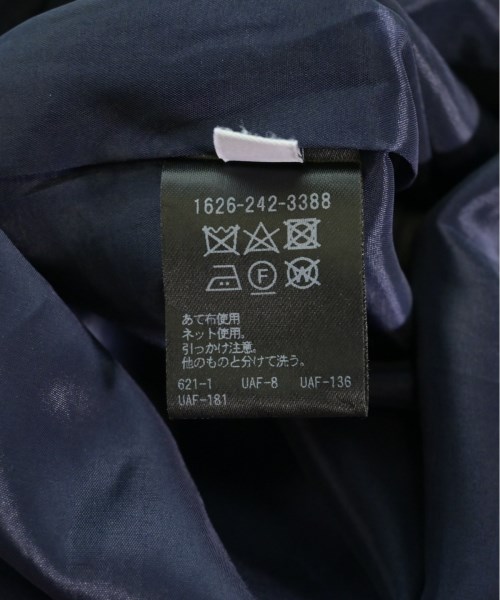 1626-242-3388
F W
あて布使用
ネット使用。
引っかけ注意。
他のものと分けて洗う。
621-1 UAF-8 UAF-136
UAF-181